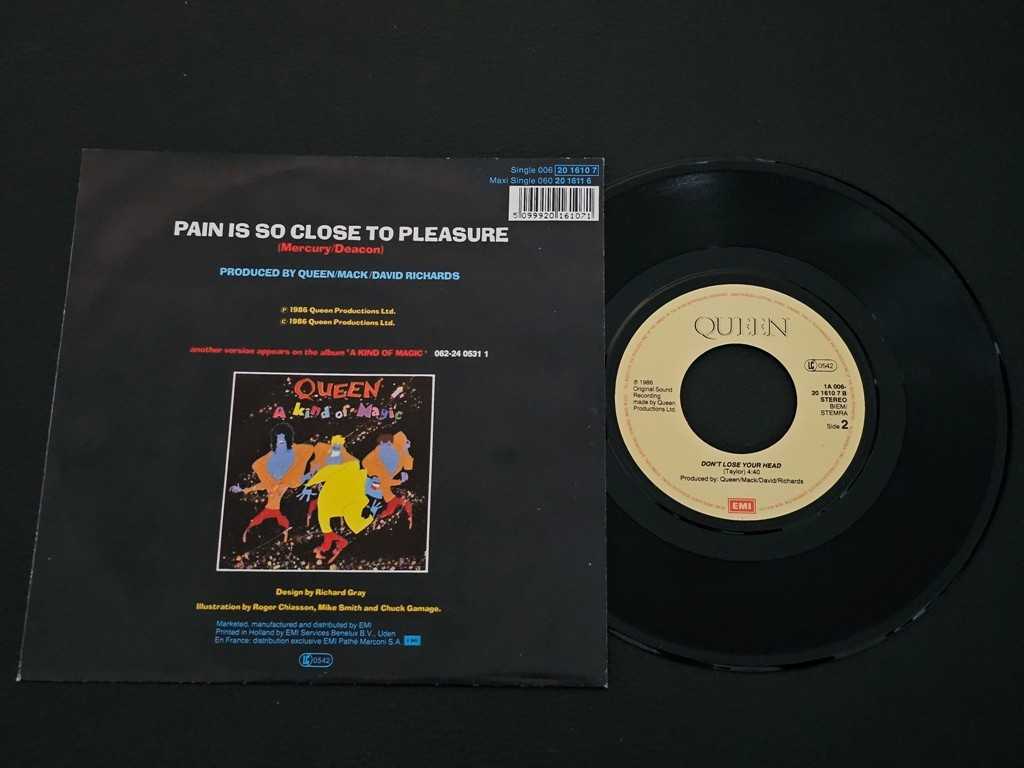 Single 006 20 1610 7
Maxi Single 060 20 1611 6
5 099920 161071
PAIN IS SO CLOSE TO PLEASURE
(Mercury/Deacon)
PRODUCED BY QUEEN/MACK/DAVID RICHARDS
℗ 1986 Queen Productions Ltd.
© 1986 Queen Productions Ltd.
another version appears on the album 'A KIND OF MAGIC' 062-24 0531 1
QUEEN
A kind of Magic
Design by Richard Gray
Illustration by Roger Chiasson, Mike Smith and Chuck Gamage.
Marketed, manufactured and distributed by EMI
Printed in Holland by EMI Services Benelux B.V., Uden
En France: distribution exclusive EMI Pathé Marconi S.A.
LC 0542
QUEEN
LC 0542
℗ 1986
Original Sound
Recording
made by Queen
Productions Ltd.
1A 006-
20 1610 7 B
STEREO
BIEM/
STEMRA
Side 2
DON'T LOSE YOUR HEAD
(Taylor) 4:40
Produced by: Queen/Mack/David/Richards
EMI